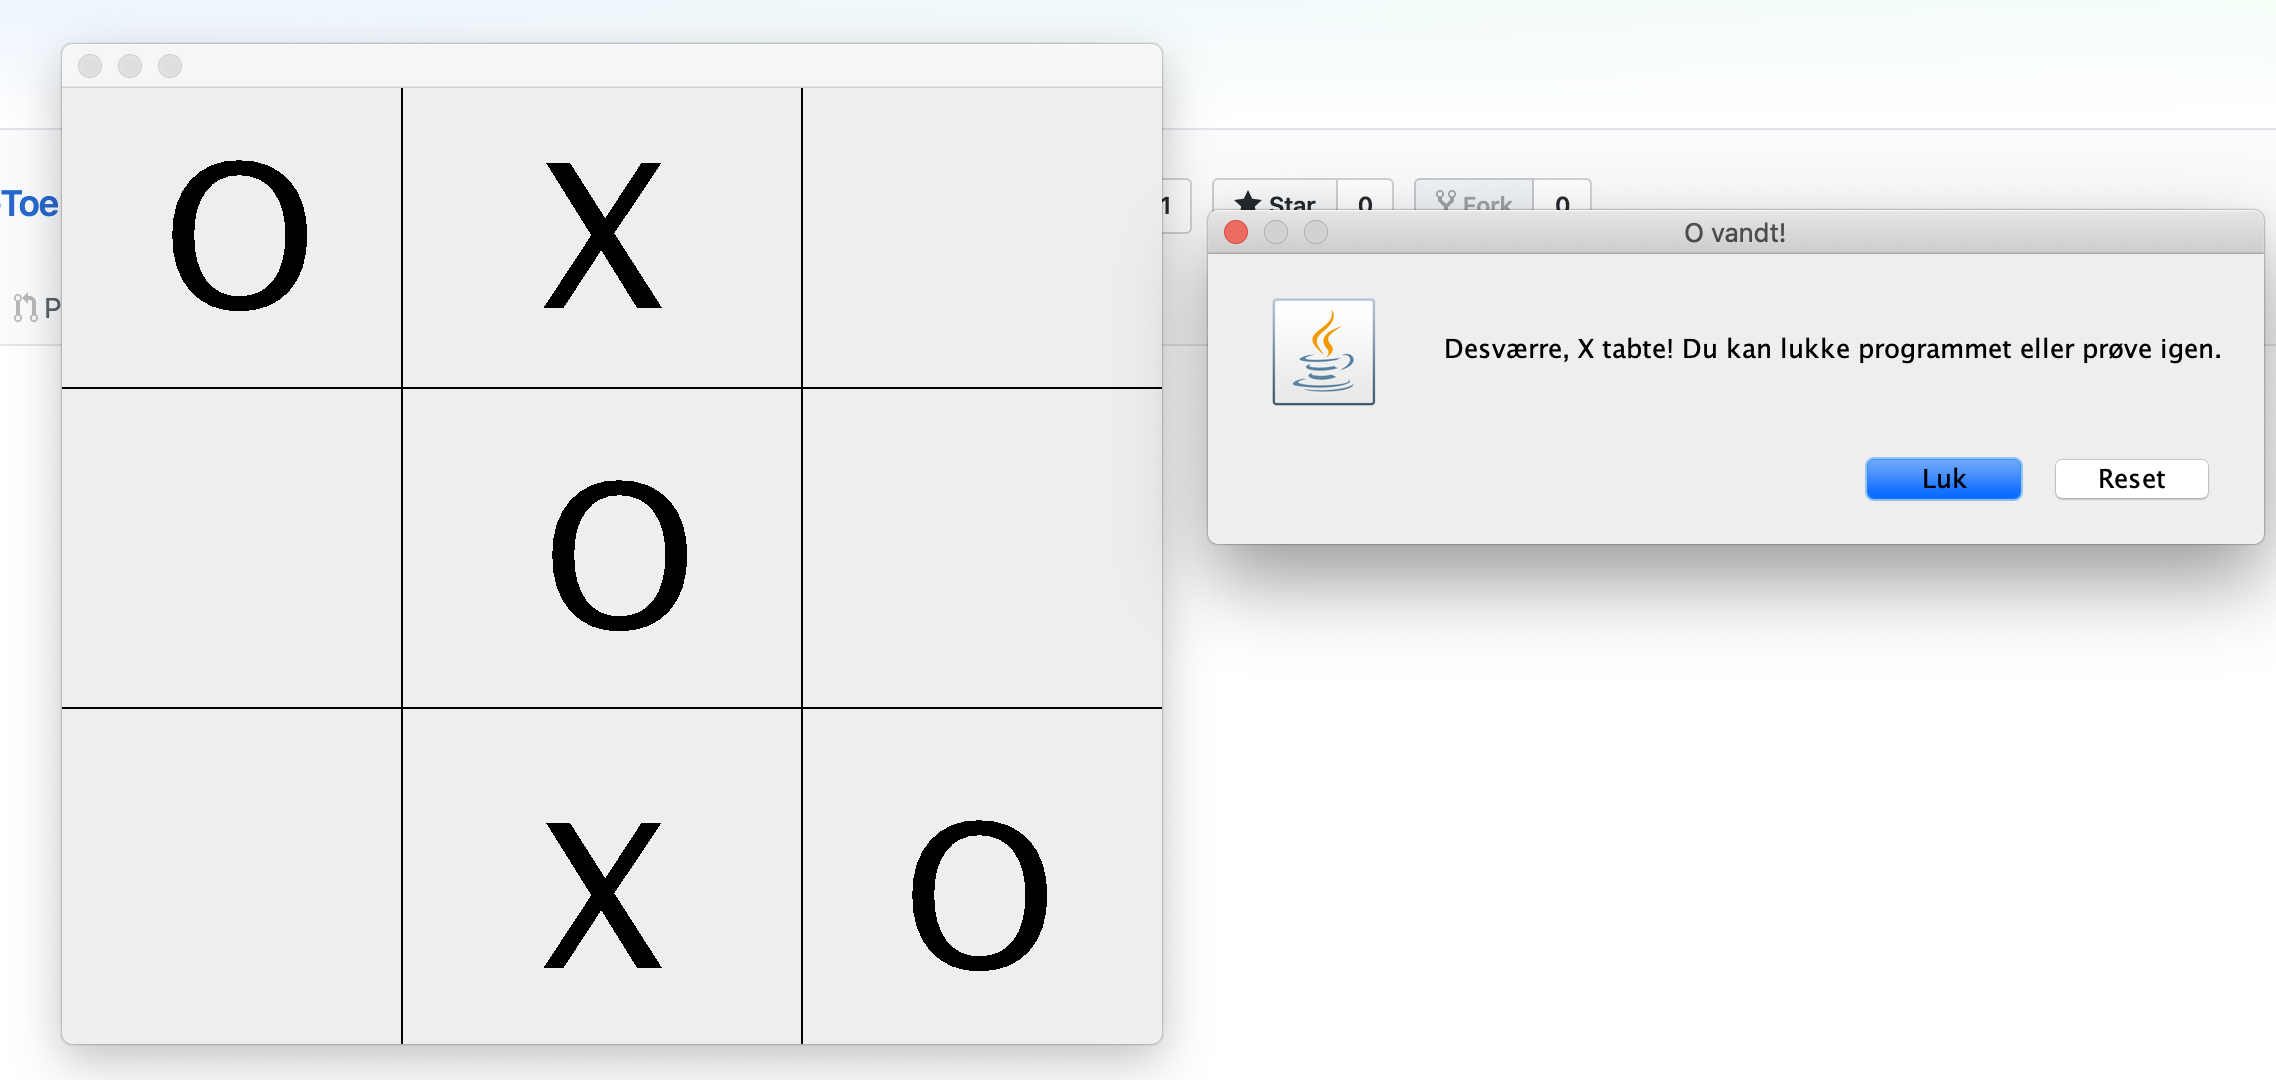 O X
O
X O
Toe
P
1 Star 0 Fork 0
O vandt!
Desværre, X tabte! Du kan lukke programmet eller prøve igen.
Luk Reset